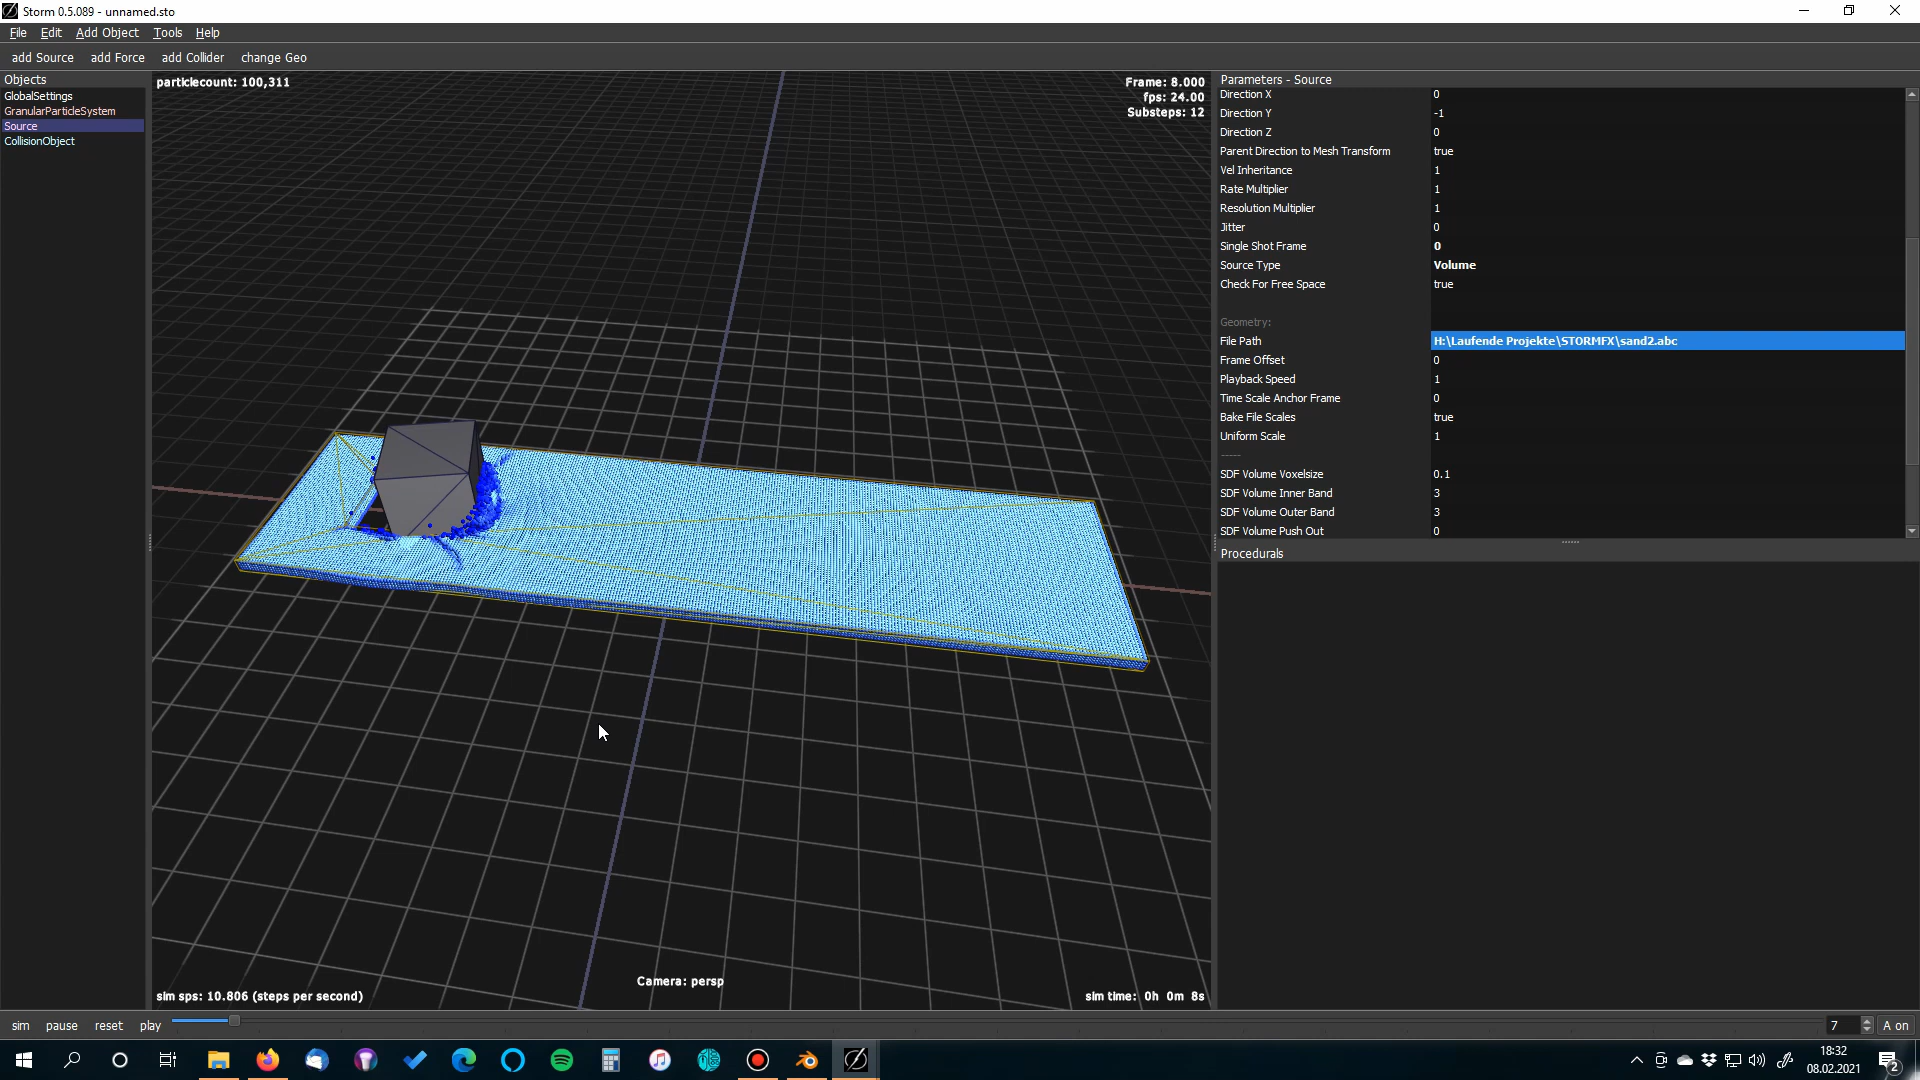 Storm 0.5.089 - unnamed.sto
File Edit Add Object Tools Help
add Source add Force add Collider change Geo
Objects
GlobalSettings
GranularParticleSystem
Source
CollisionObject
particlecount: 100,311
Frame: 8.000
fps: 24.00
Substeps: 12
Camera: persp
sim sps: 10.806 (steps per second)
sim time: 0h 0m 8s
Parameters - Source
Direction X 0
Direction Y -1
Direction Z 0
Parent Direction to Mesh Transform true
Vel Inheritance 1
Rate Multiplier 1
Resolution Multiplier 1
Jitter 0
Single Shot Frame 0
Source Type Volume
Check For Free Space true
Geometry:
File Path H:\Laufende Projekte\STORMFX\sand2.abc
Frame Offset 0
Playback Speed 1
Time Scale Anchor Frame 0
Bake File Scales true
Uniform Scale 1
-----
SDF Volume Voxelsize 0.1
SDF Volume Inner Band 3
SDF Volume Outer Band 3
SDF Volume Push Out 0
Procedurals
sim pause reset play 7 A on
18:32
08.02.2021
2